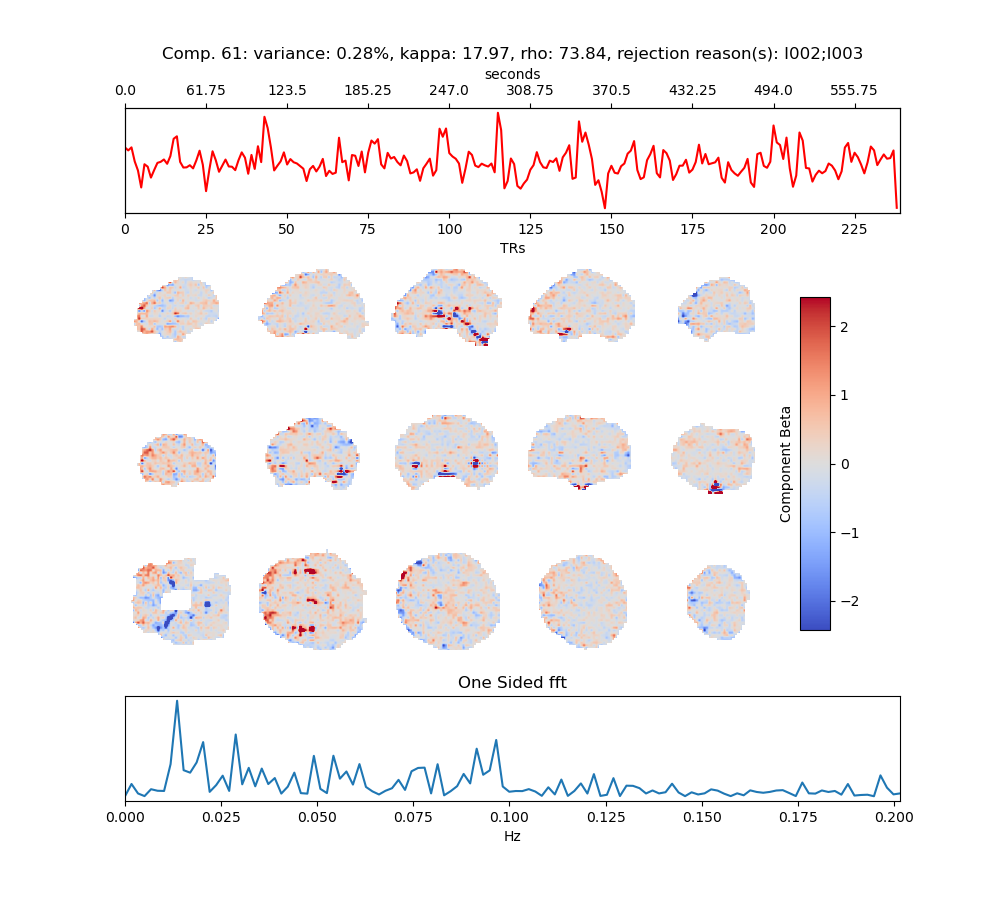 Comp. 61: variance: 0.28%, kappa: 17.97, rho: 73.84, rejection reason(s): I002;I003
seconds
0.0 61.75 123.5 185.25 247.0 308.75 370.5 432.25 494.0 555.75
0 25 50 75 100 125 150 175 200 225
TRs
2
1
0
−1
−2
Component Beta
One Sided fft
0.000 0.025 0.050 0.075 0.100 0.125 0.150 0.175 0.200
Hz